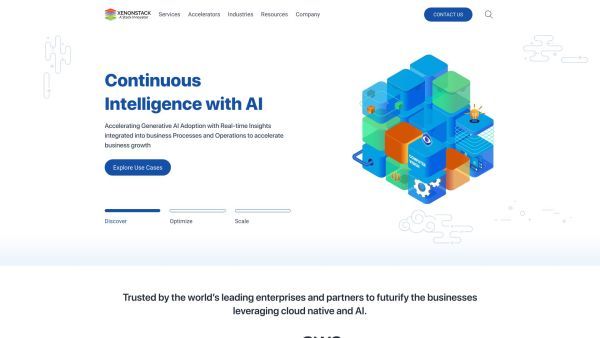 XENONSTACK
A Stack Innovator
Services
Accelerators
Industries
Resources
Company
CONTACT US
Continuous
Intelligence with AI
Accelerating Generative AI Adoption with Real-time Insights
integrated into business Processes and Operations to accelerate
business growth
Explore Use Cases
COMPUTER
VISION
Discover
Optimize
Scale
Trusted by the world's leading enterprises and partners to futurify the businesses
leveraging cloud native and AI.